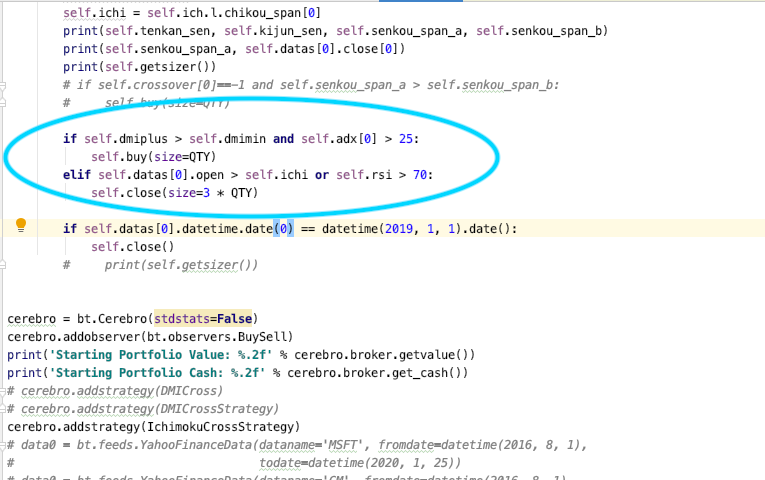 self.ichi = self.ich.l.chikou_span[0]
print(self.tenkan_sen, self.kijun_sen, self.senkou_span_a, self.senkou_span_b)
print(self.senkou_span_a, self.datas[0].close[0])
print(self.getsizer())
# if self.crossover[0]==-1 and self.senkou_span_a > self.senkou_span_b:
#     self.buy(size=QTY)
if self.dmiplus > self.dmimin and self.adx[0] > 25:
self.buy(size=QTY)
elif self.datas[0].open > self.ichi or self.rsi > 70:
self.close(size=3 * QTY)
if self.datas[0].datetime.date(0) == datetime(2019, 1, 1).date():
self.close()
#     print(self.getsizer())
cerebro = bt.Cerebro(stdstats=False)
cerebro.addobserver(bt.observers.BuySell)
print('Starting Portfolio Value: %.2f' % cerebro.broker.getvalue())
print('Starting Portfolio Cash: %.2f' % cerebro.broker.get_cash())
# cerebro.addstrategy(DMICross)
# cerebro.addstrategy(DMICrossStrategy)
cerebro.addstrategy(IchimokuCrossStrategy)
# data0 = bt.feeds.YahooFinanceData(dataname='MSFT', fromdate=datetime(2016, 8, 1),
#                                   todate=datetime(2020, 1, 25))
# data0 = bt.feeds.YahooFinanceData(dataname='GM', fromdate=datetime(2016, 8, 1),